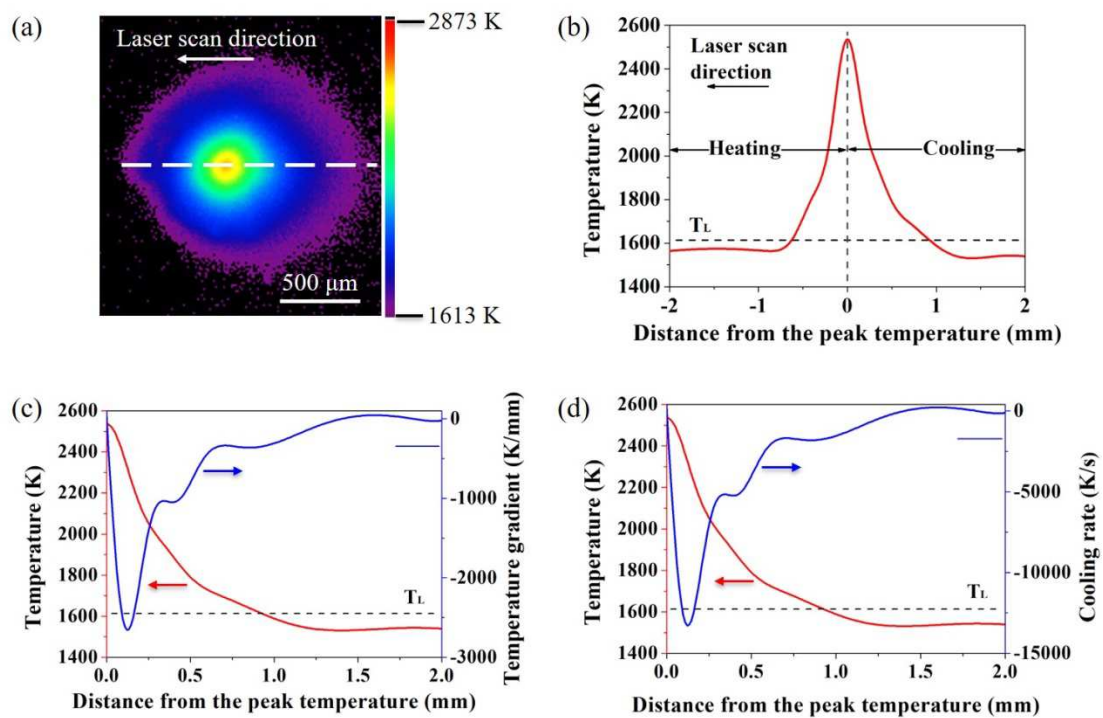 (a)
Laser scan direction
500 μm
2873 K
1613 K
(b)
Temperature (K)
2600
2400
2200
2000
1800
1600
1400
Laser scan
direction
Heating
Cooling
T_L
-2
-1
0
1
2
Distance from the peak temperature (mm)
(c)
Temperature (K)
2600
2400
2200
2000
1800
1600
1400
T_L
0
-1000
-2000
-3000
Temperature gradient (K/mm)
0.0
0.5
1.0
1.5
2.0
Distance from the peak temperature (mm)
(d)
Temperature (K)
2600
2400
2200
2000
1800
1600
1400
T_L
0
-5000
-10000
-15000
Cooling rate (K/s)
0.0
0.5
1.0
1.5
2.0
Distance from the peak temperature (mm)